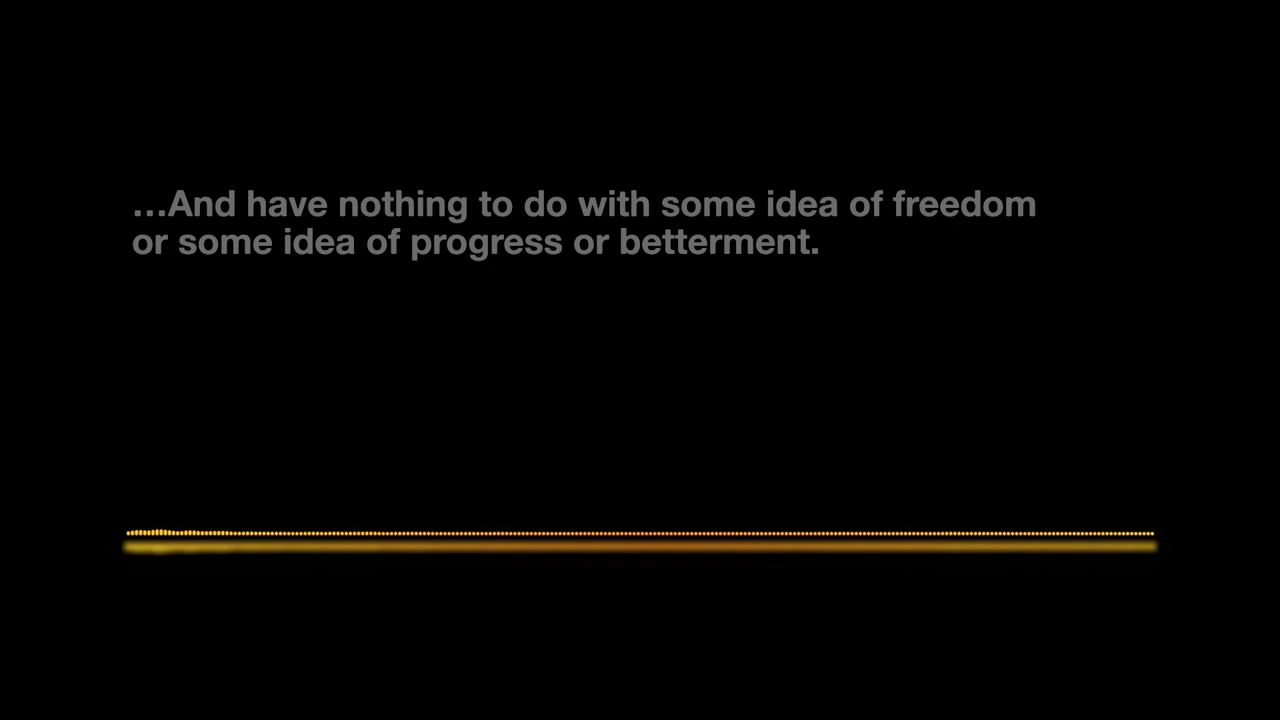 …And have nothing to do with some idea of freedom
or some idea of progress or betterment.